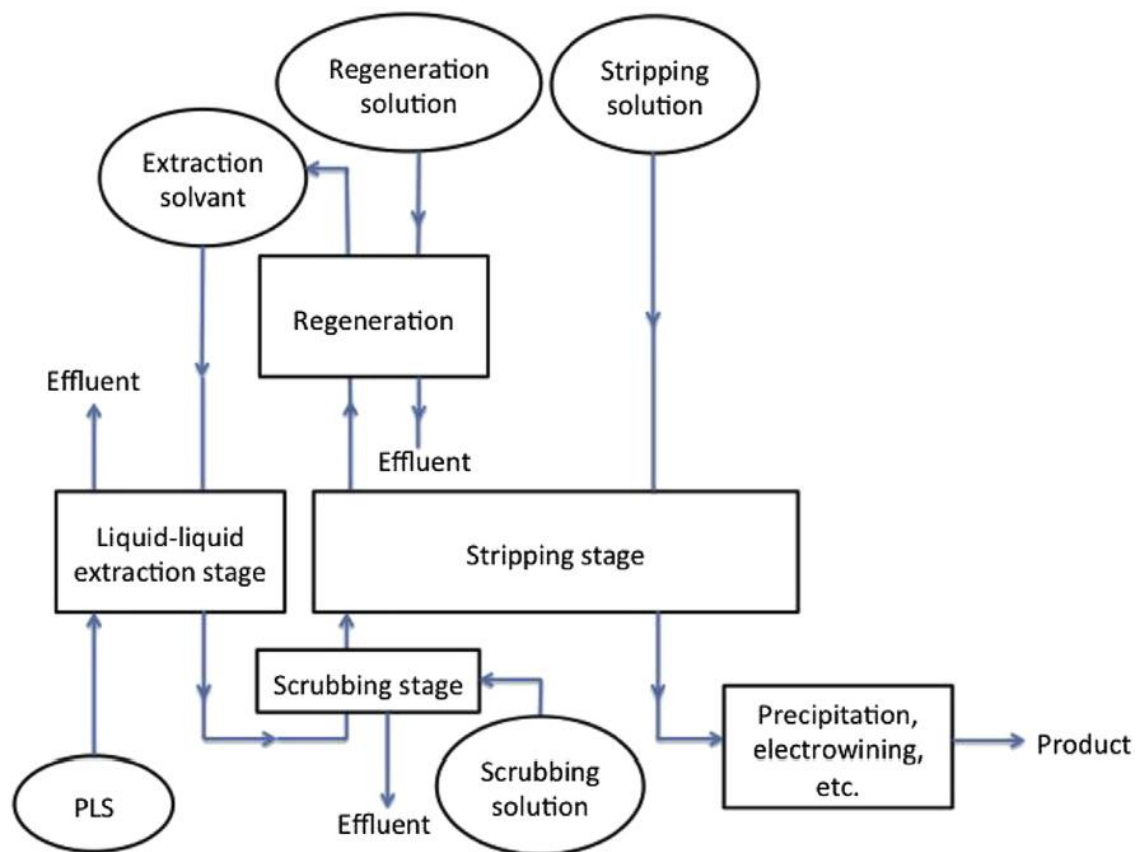 Regeneration
solution
Stripping
solution
Extraction
solvant
Regeneration
Effluent
Effluent
Liquid-liquid
extraction stage
Stripping stage
Scrubbing stage
Precipitation,
electrowining,
etc.
Product
Scrubbing
solution
PLS
Effluent